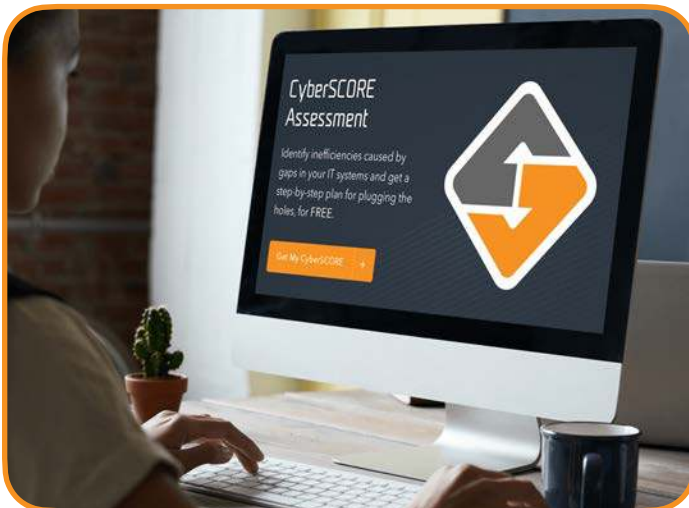 CyberSCORE
Assessment
Identify inefficiencies caused by
gaps in your IT systems and get a
step-by-step plan for plugging the
holes, for FREE.
Get My CyberSCORE →